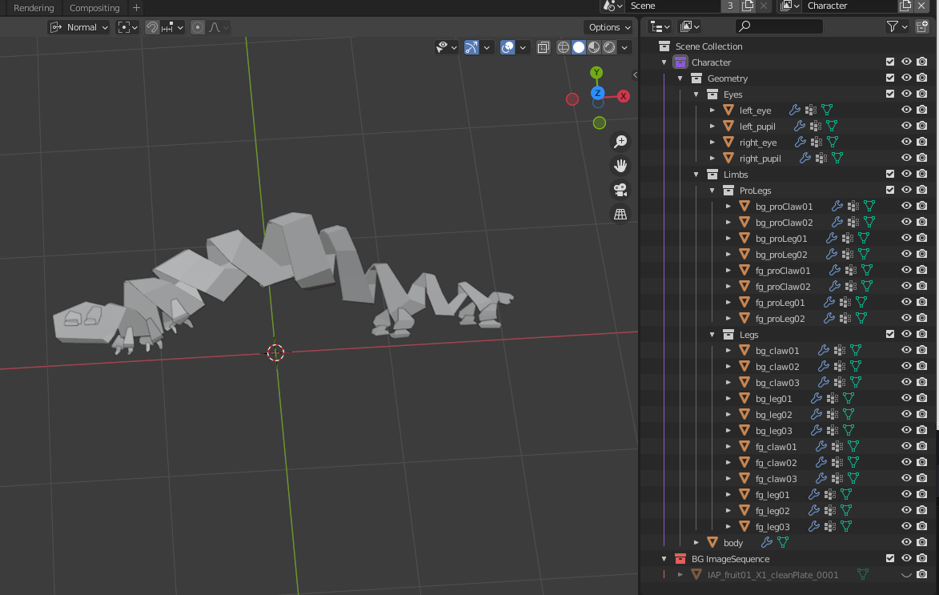 Rendering Compositing +
Scene 3 Character
Normal Options
Y
Z X
Scene Collection
Character
Geometry
Eyes
left_eye
left_pupil
right_eye
right_pupil
Limbs
ProLegs
bg_proClaw01
bg_proClaw02
bg_proLeg01
bg_proLeg02
fg_proClaw01
fg_proClaw02
fg_proLeg01
fg_proLeg02
Legs
bg_claw01
bg_claw02
bg_claw03
bg_leg01
bg_leg02
bg_leg03
fg_claw01
fg_claw02
fg_claw03
fg_leg01
fg_leg02
fg_leg03
body
BG ImageSequence
IAP_fruit01_X1_cleanPlate_0001